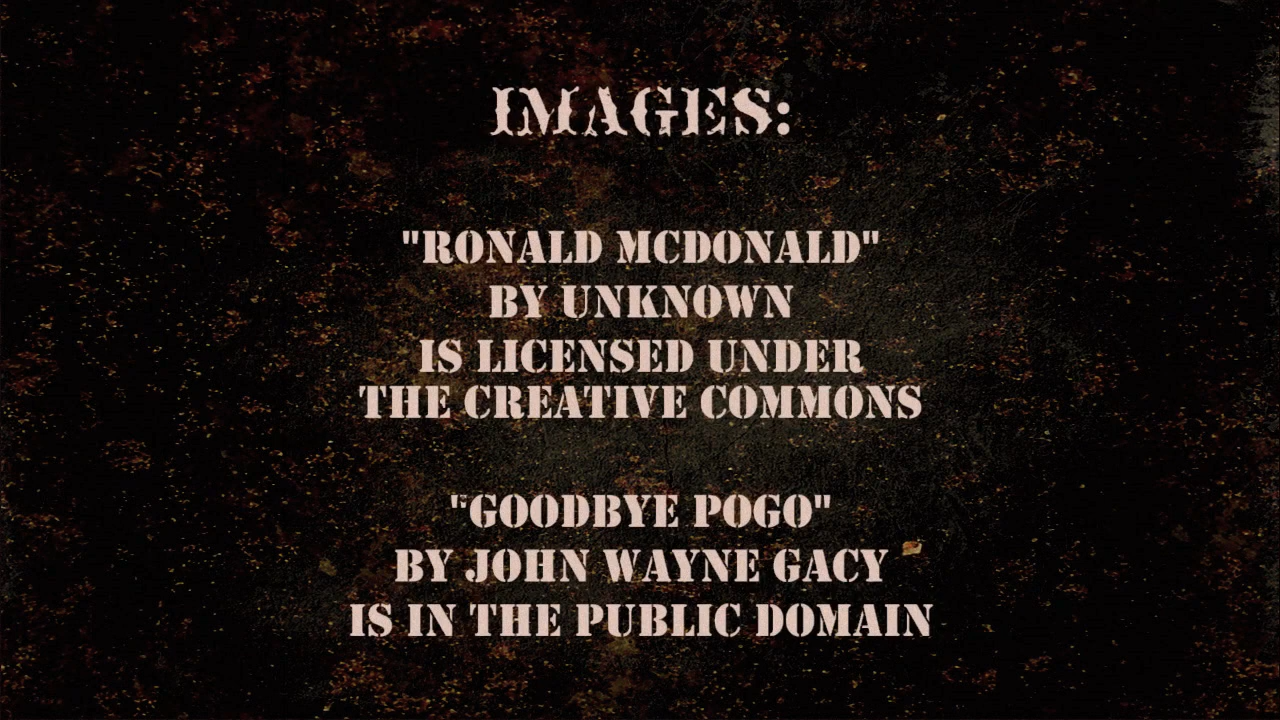 IMAGES:
"RONALD MCDONALD"
BY UNKNOWN
IS LICENSED UNDER
THE CREATIVE COMMONS
"GOODBYE POGO"
BY JOHN WAYNE GACY
IS IN THE PUBLIC DOMAIN